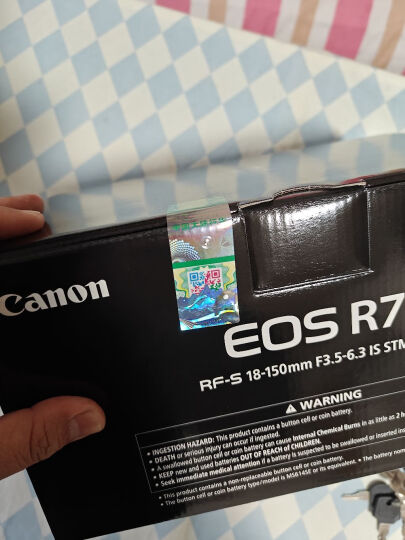 Canon
EOS R7
RF-S 18-150mm F3.5-6.3 IS STM
WARNING
• INGESTION HAZARD: This product contains a button cell or coin battery.
• DEATH or serious injury can occur if ingested.
• A swallowed button cell or coin battery can cause Internal Chemical Burns in as little as 2 h
• KEEP new and used batteries OUT OF REACH of CHILDREN.
• Seek immediate medical attention if a battery is suspected to be swallowed or inserted insi
• This product contains a non-replaceable button cell or coin battery.
• The button cell or coin battery type/model is MS614SE or its equivalent. • The battery nom